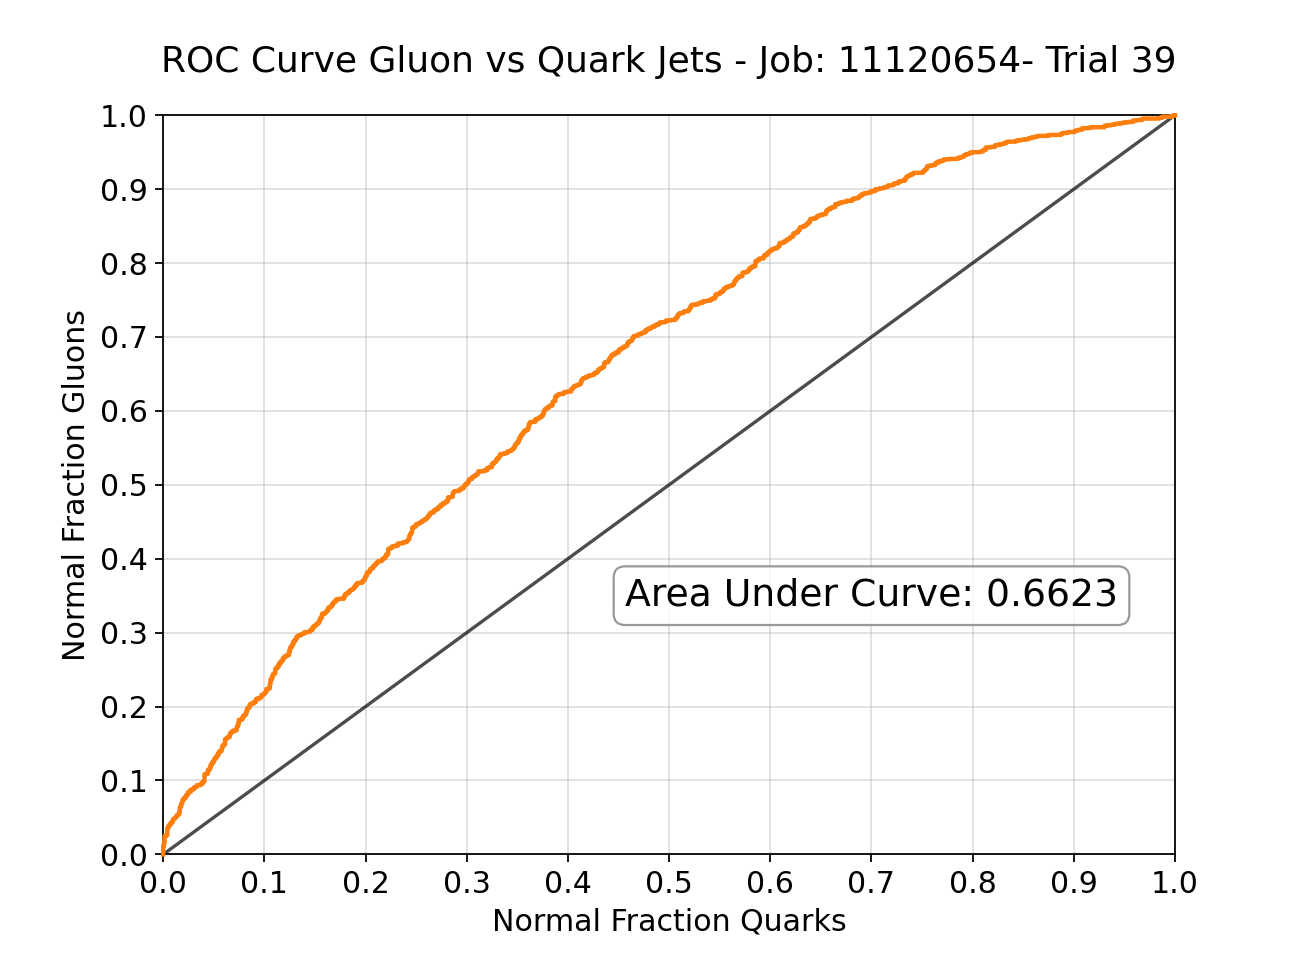 ROC Curve Gluon vs Quark Jets - Job: 11120654- Trial 39
1.0
0.9
0.8
0.7
0.6
0.5
0.4
0.3
0.2
0.1
0.0
Normal Fraction Gluons
Area Under Curve: 0.6623
0.0 0.1 0.2 0.3 0.4 0.5 0.6 0.7 0.8 0.9 1.0
Normal Fraction Quarks